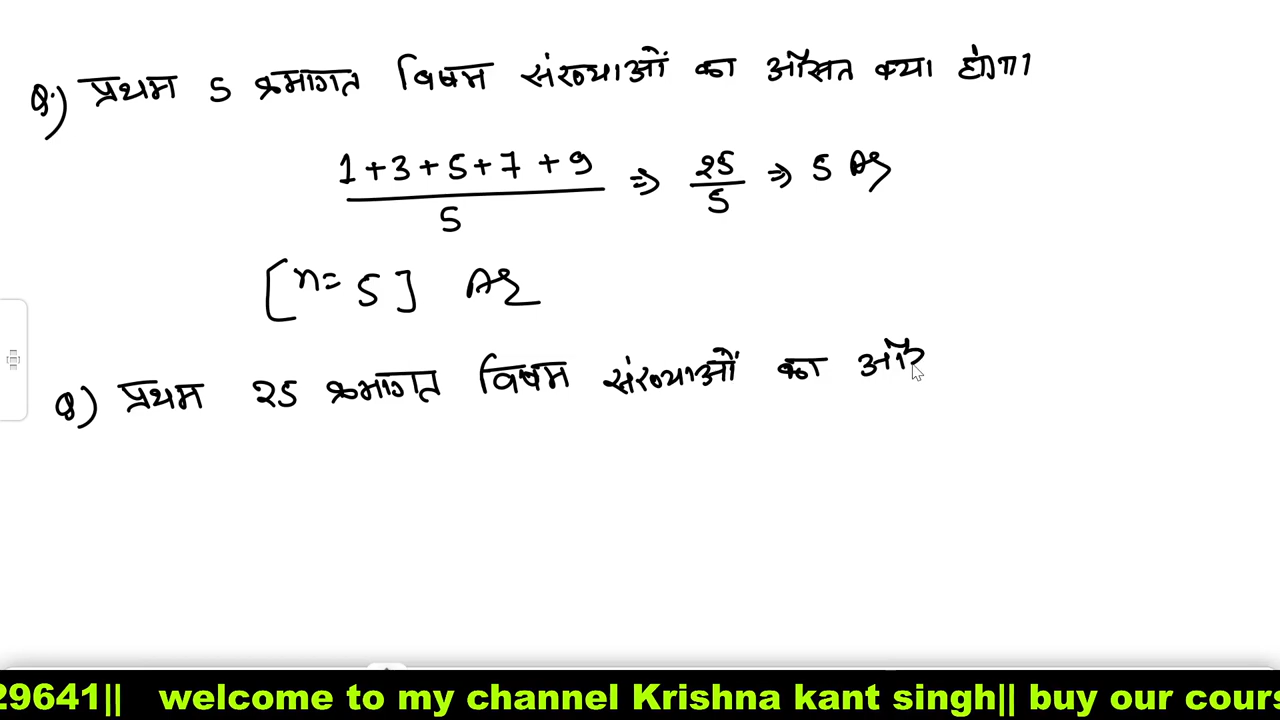 Q.) प्रथम 5 क्रमागत विषम संख्याओं का औसत क्या होगा
1+3+5+7+9 / 5 ⇒ 25/5 ⇒ 5 Ans
[n= 5] Ans
Q) प्रथम 25 क्रमागत विषम संख्याओं का
29641|| welcome to my channel Krishna kant singh|| buy our cours